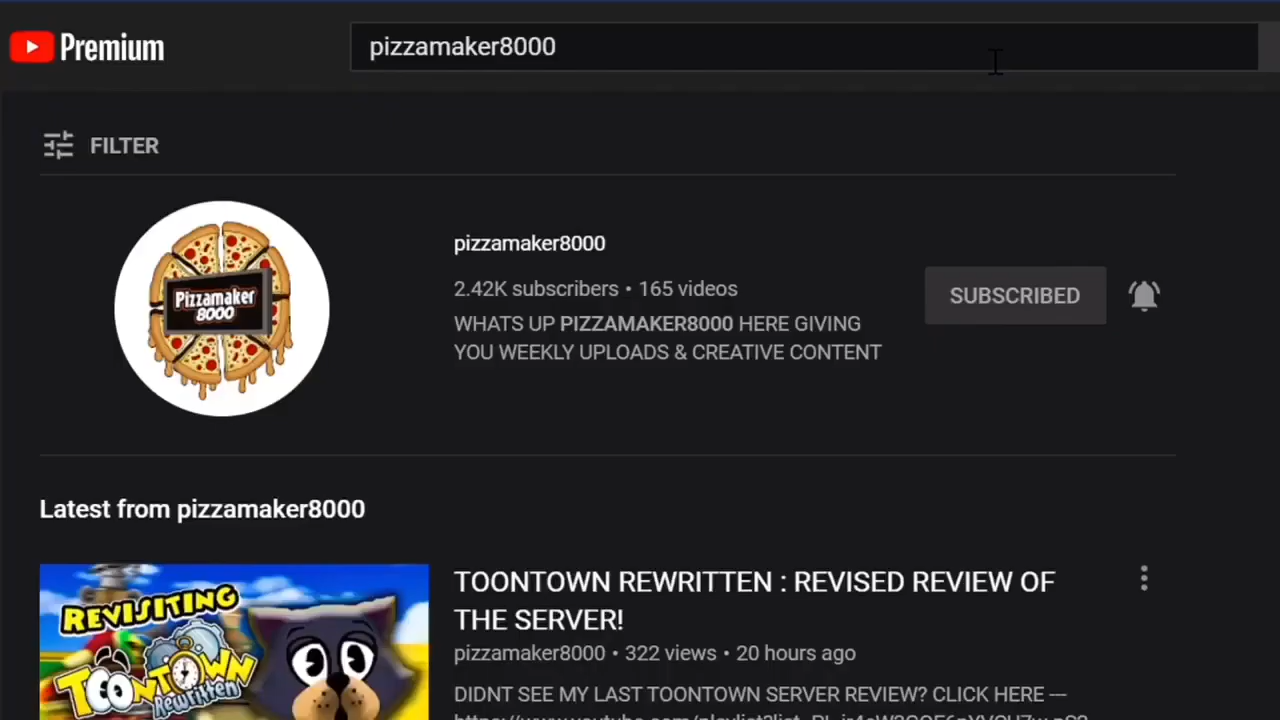 Premium
pizzamaker8000
FILTER
Pizzamaker
8000
pizzamaker8000
2.42K subscribers • 165 videos
SUBSCRIBED
WHATS UP PIZZAMAKER8000 HERE GIVING
YOU WEEKLY UPLOADS & CREATIVE CONTENT
Latest from pizzamaker8000
REVISITING
TOONTOWN
Rewritten
TOONTOWN REWRITTEN : REVISED REVIEW OF
THE SERVER!
pizzamaker8000 • 322 views • 20 hours ago
DIDNT SEE MY LAST TOONTOWN SERVER REVIEW? CLICK HERE ---